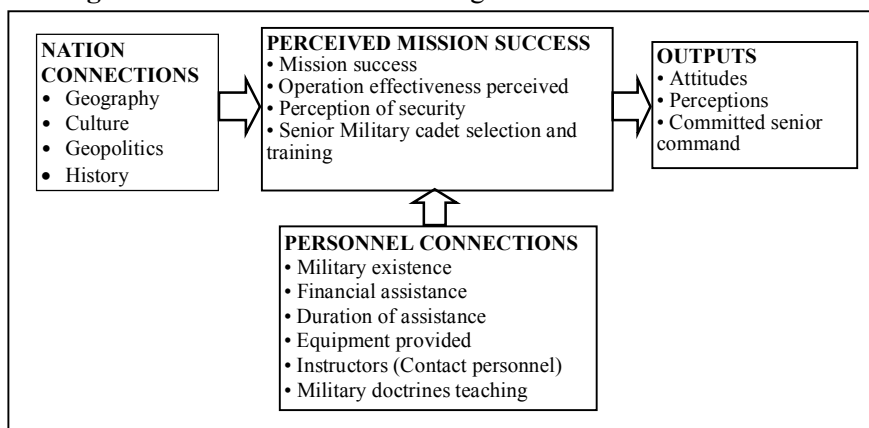 NATION
CONNECTIONS
• Geography
• Culture
• Geopolitics
• History
PERCEIVED MISSION SUCCESS
• Mission success
• Operation effectiveness perceived
• Perception of security
• Senior Military cadet selection and
training
OUTPUTS
• Attitudes
• Perceptions
• Committed senior
command
PERSONNEL CONNECTIONS
• Military existence
• Financial assistance
• Duration of assistance
• Equipment provided
• Instructors (Contact personnel)
• Military doctrines teaching